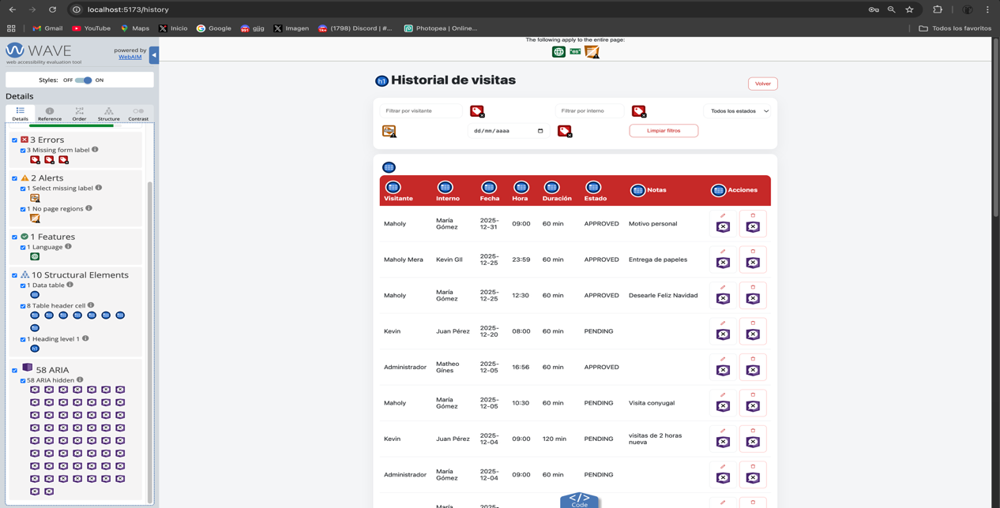 localhost:5173/history
Gmail YouTube Maps Inicio Google gjjg Imagen (1798) Discord | #... Photopea | Online... Todos los favoritos
WAVE
web accessibility evaluation tool
powered by
WebAIM
Styles: OFF ON
Details
Details Reference Order Structure Contrast
3 Errors
3 Missing form label
2 Alerts
1 Select missing label
1 No page regions
1 Features
1 Language
10 Structural Elements
1 Data table
8 Table header cell
1 Heading level 1
h1
58 ARIA
58 ARIA hidden
The following apply to the entire page:
"es"
h1 Historial de visitas
Volver
Filtrar por visitante Filtrar por interno Todos los estados
dd/mm/aaaa Limpiar filtros
Visitante Interno Fecha Hora Duración Estado Notas Acciones
Maholy María Gómez 2025-12-31 09:00 60 min APPROVED Motivo personal
Maholy Mera Kevin GIl 2025-12-25 23:59 60 min APPROVED Entrega de papeles
Maholy María Gómez 2025-12-25 12:30 60 min APPROVED Desearle Feliz Navidad
Kevin Juan Pérez 2025-12-20 08:00 60 min PENDING
Administrador Matheo Gines 2025-12-05 16:56 60 min APPROVED
Maholy María Gómez 2025-12-05 10:30 60 min PENDING Visita conyugal
Kevin Juan Pérez 2025-12-04 09:00 120 min PENDING visitas de 2 horas nueva
Administrador María Gómez 2025-12-04 09:00 60 min PENDING
María
</> Code